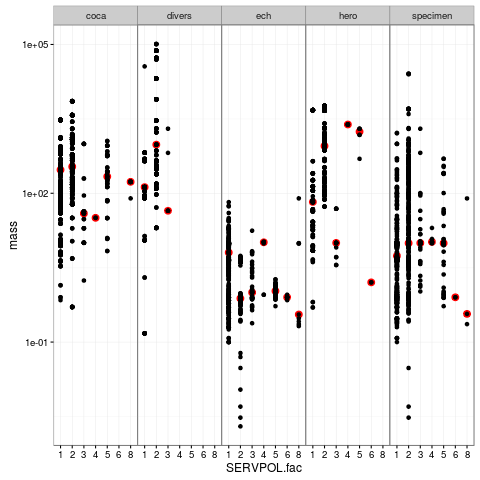 coca divers ech hero specimen
1e+05
1e+02
1e-01
mass
1 2 3 4 5 6 8 1 2 3 4 5 6 8 1 2 3 4 5 6 8 1 2 3 4 5 6 8 1 2 3 4 5 6 8
SERVPOL.fac